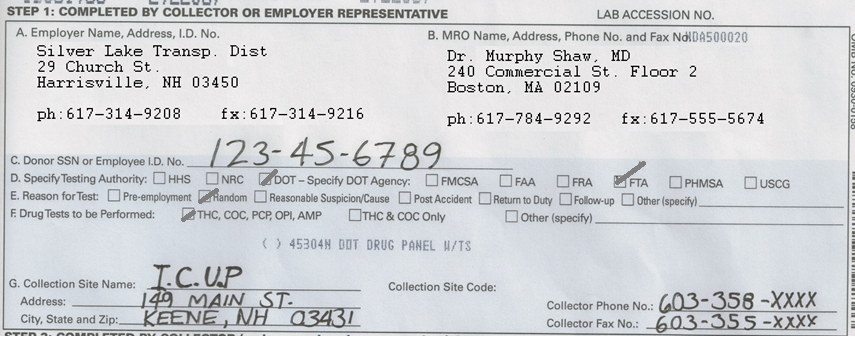 STEP 1: COMPLETED BY COLLECTOR OR EMPLOYER REPRESENTATIVE
LAB ACCESSION NO.
A. Employer Name, Address, I.D. No.
Silver Lake Transp. Dist
29 Church St.
Harrisville, NH 03450
ph:617-314-9208 fx:617-314-9216
B. MRO Name, Address, Phone No. and Fax No. MDA500020
Dr. Murphy Shaw, MD
240 Commercial St. Floor 2
Boston, MA 02109
ph:617-784-9292 fx:617-555-5674
C. Donor SSN or Employee I.D. No. 123-45-6789
D. Specify Testing Authority: HHS NRC DOT – Specify DOT Agency: FMCSA FAA FRA FTA PHMSA USCG
E. Reason for Test: Pre-employment Random Reasonable Suspicion/Cause Post Accident Return to Duty Follow-up Other (specify)
F. Drug Tests to be Performed: THC, COC, PCP, OPI, AMP THC & COC Only Other (specify)
( ) 45304N DOT DRUG PANEL W/TS
G. Collection Site Name: I.C.U.P
Collection Site Code:
Address: 149 MAIN ST.
Collector Phone No.: 603-358-XXXX
City, State and Zip: KEENE, NH 03431
Collector Fax No.: 603-355-XXXX